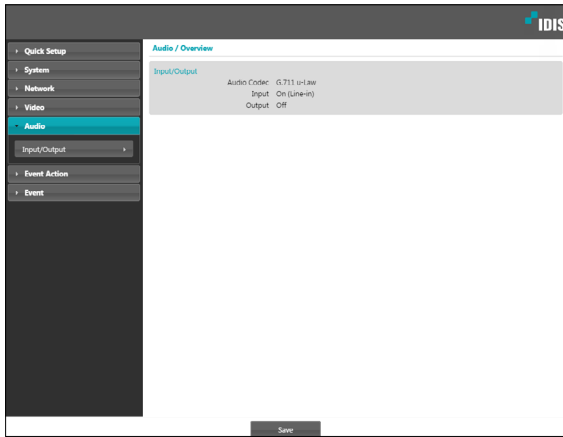 IDIS
Quick Setup
System
Network
Video
Audio
Input/Output
Event Action
Event
Audio / Overview
Input/Output
Audio Codec G.711 u-Law
Input On (Line-in)
Output Off
Save